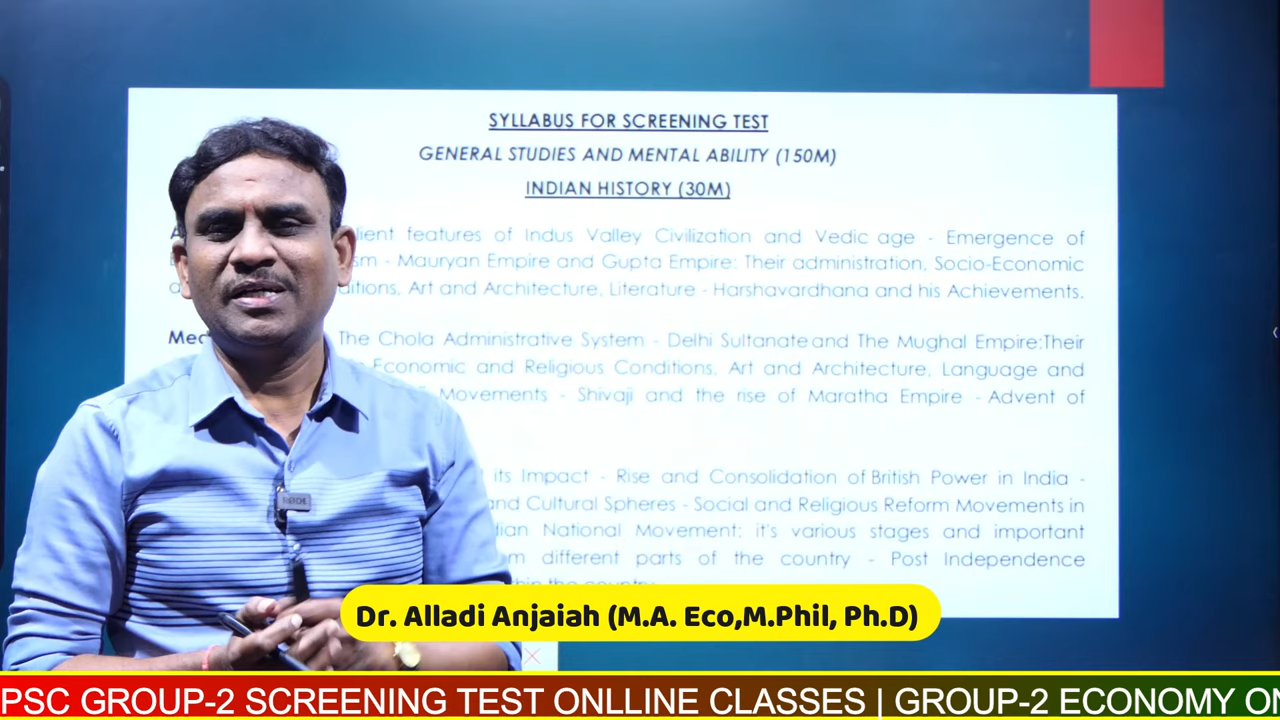 SYLLABUS FOR SCREENING TEST
GENERAL STUDIES AND MENTAL ABILITY (150M)
INDIAN HISTORY (30M)
lient features of Indus Valley Civilization and Vedic age - Emergence of
ism - Mauryan Empire and Gupta Empire: Their administration, Socio-Economic
ditions, Art and Architecture, Literature - Harshavardhana and his Achievements.
The Chola Administrative System - Delhi Sultanate and The Mughal Empire:Their
Economic and Religious Conditions, Art and Architecture, Language and
Movements - Shivaji and the rise of Maratha Empire - Advent of
its Impact - Rise and Consolidation of British Power in India -
and Cultural Spheres - Social and Religious Reform Movements in
dian National Movement: it's various stages and important
om different parts of the country - Post Independence
Dr. Alladi Anjaiah (M.A. Eco,M.Phil, Ph.D)
PSC GROUP-2 SCREENING TEST ONLLINE CLASSES | GROUP-2 ECONOMY ON